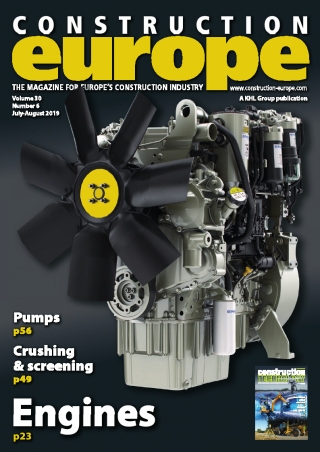 CONSTRUCTION
europe
THE MAGAZINE FOR EUROPE'S CONSTRUCTION INDUSTRY
www.construction-europe.com
Volume 30
Number 6
July-August 2019
A KHL Group publication
Pumps
p56
Crushing
& screening
p49
Engines
p23
construction